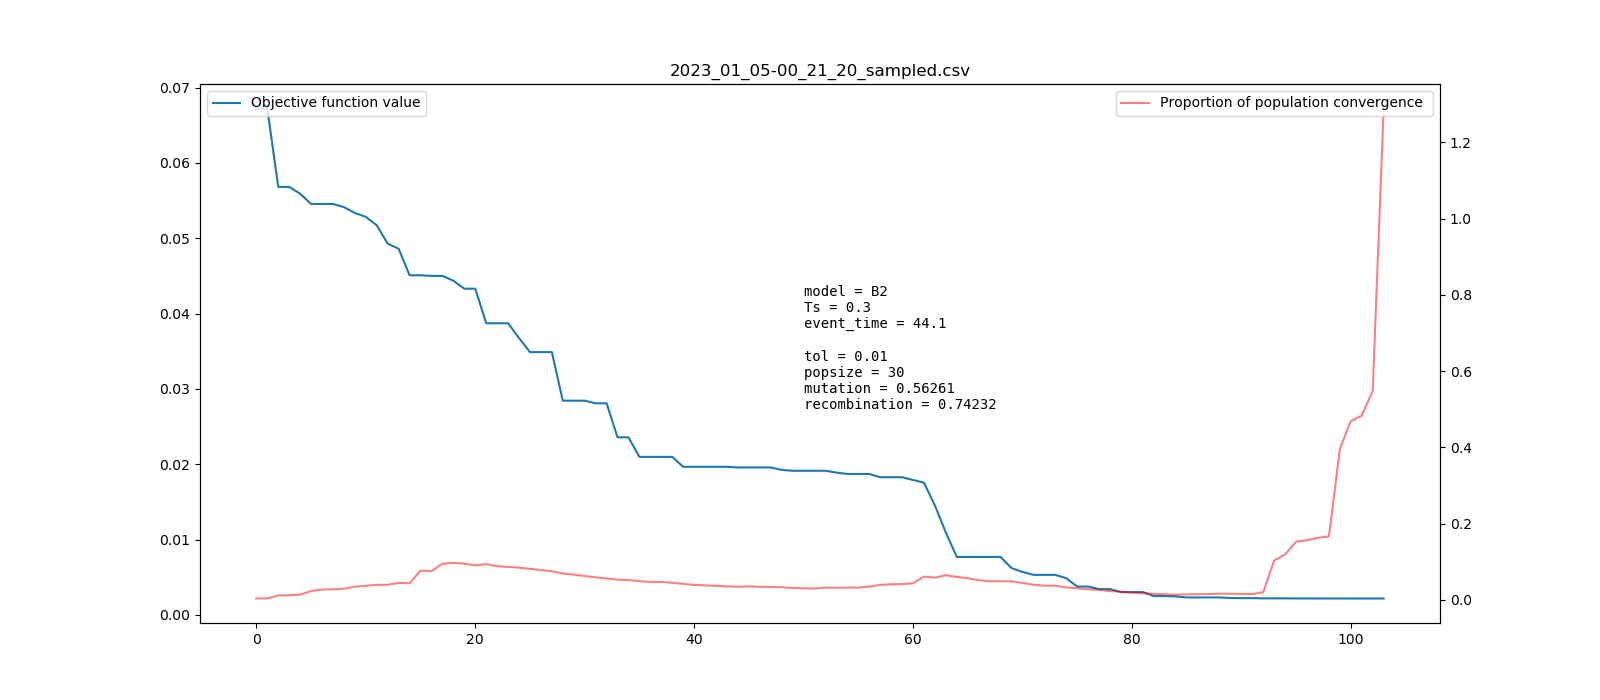 2023_01_05-00_21_20_sampled.csv
Objective function value
Proportion of population convergence
0.07
0.06
0.05
0.04
0.03
0.02
0.01
0.00
model = B2
Ts = 0.3
event_time = 44.1
tol = 0.01
popsize = 30
mutation = 0.56261
recombination = 0.74232
1.2
1.0
0.8
0.6
0.4
0.2
0.0
0
20
40
60
80
100